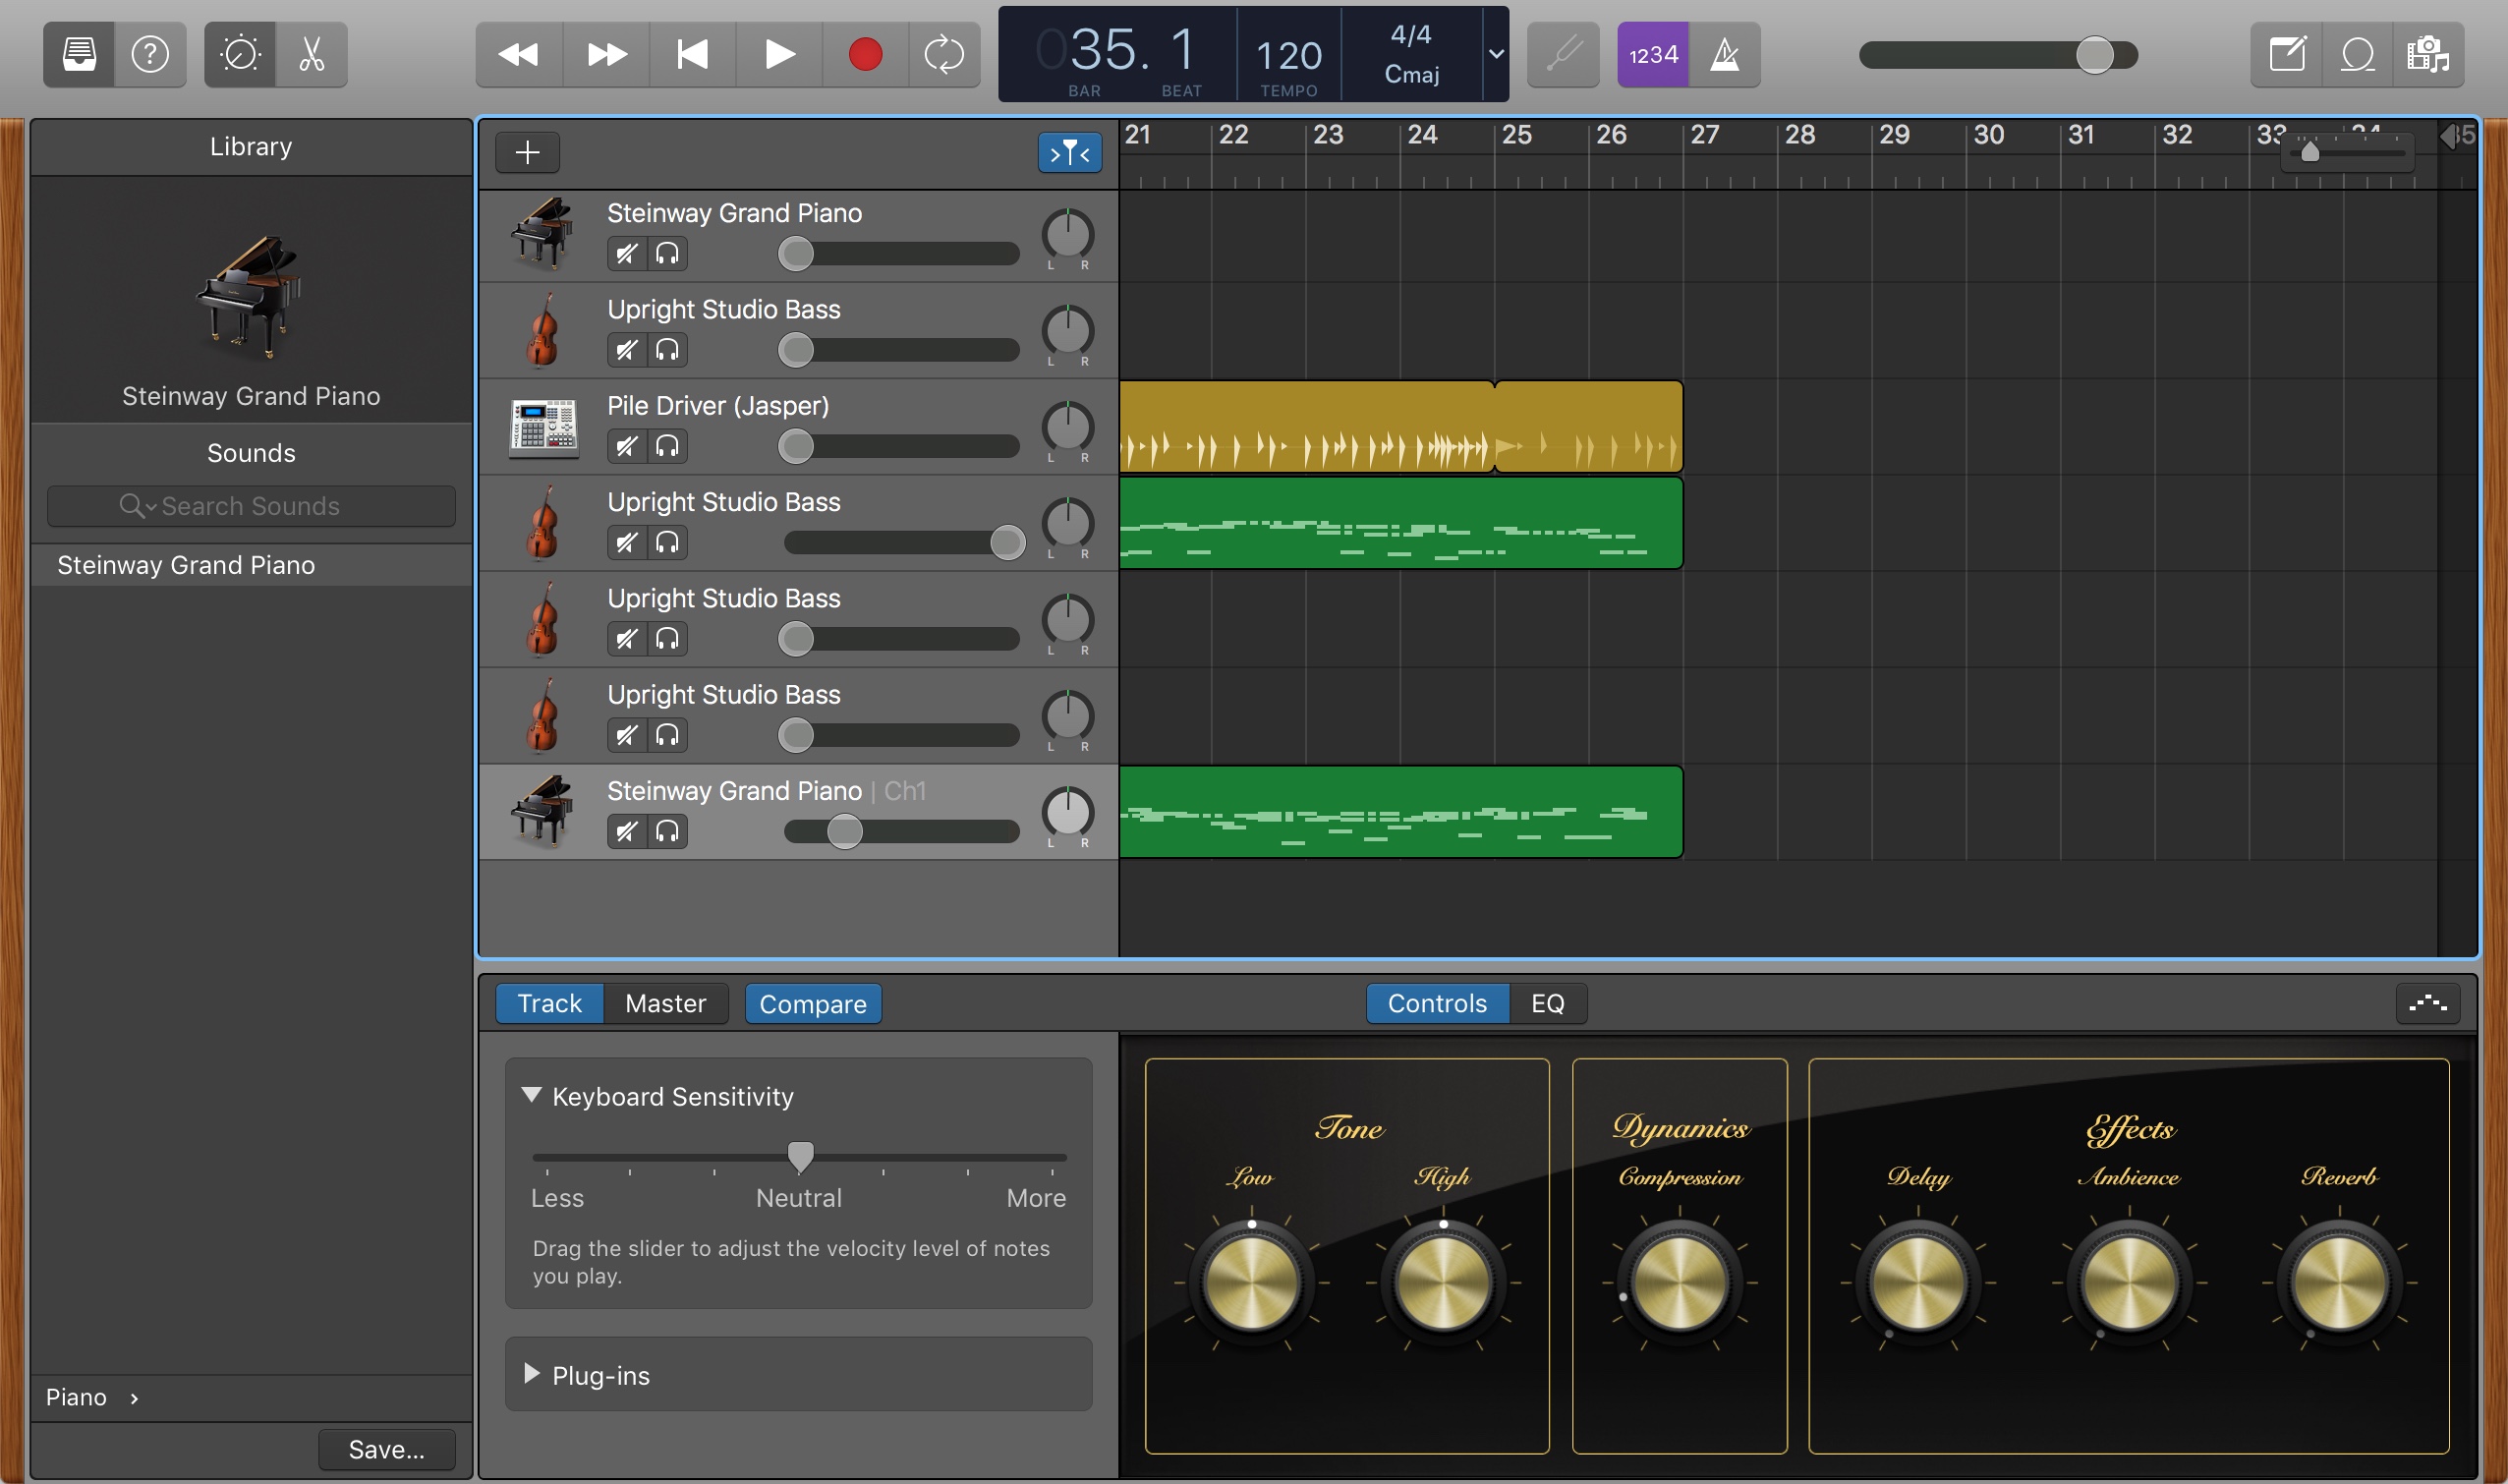 035. 1
BAR
BEAT
120
TEMPO
4/4
Cmaj
1234
Library
Steinway Grand Piano
Sounds
Search Sounds
Steinway Grand Piano
Piano
Save...
21 22 23 24 25 26 27 28 29 30 31 32 33 34 35
Steinway Grand Piano
L R
Upright Studio Bass
L R
Pile Driver (Jasper)
L R
Upright Studio Bass
L R
Upright Studio Bass
L R
Upright Studio Bass
L R
Steinway Grand Piano | Ch1
L R
Track Master Compare
Controls EQ
Keyboard Sensitivity
Less Neutral More
Drag the slider to adjust the velocity level of notes
you play.
Plug-ins
Tone
Low High
Dynamics
Compression
Effects
Delay Ambience Reverb